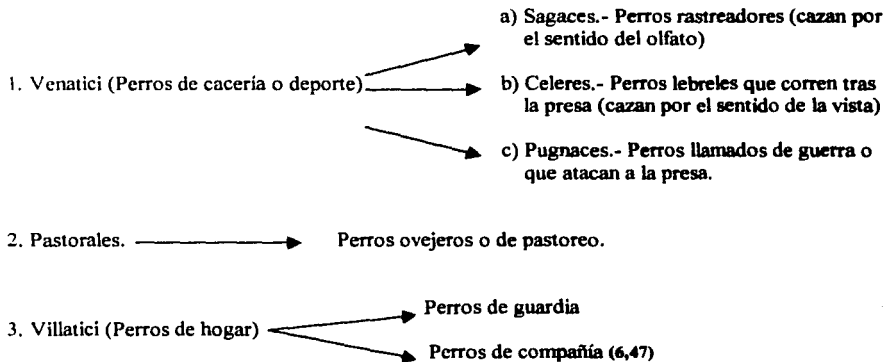 a) Sagaces.- Perros rastreadores (cazan por
el sentido del olfato)
1. Venatici (Perros de cacería o deporte)
b) Celeres.- Perros lebreles que corren tras
la presa (cazan por el sentido de la vista)
c) Pugnaces.- Perros llamados de guerra o
que atacan a la presa.
2. Pastorales.
Perros ovejeros o de pastoreo.
Perros de guardia
3. Villatici (Perros de hogar)
Perros de compañía (6,47)